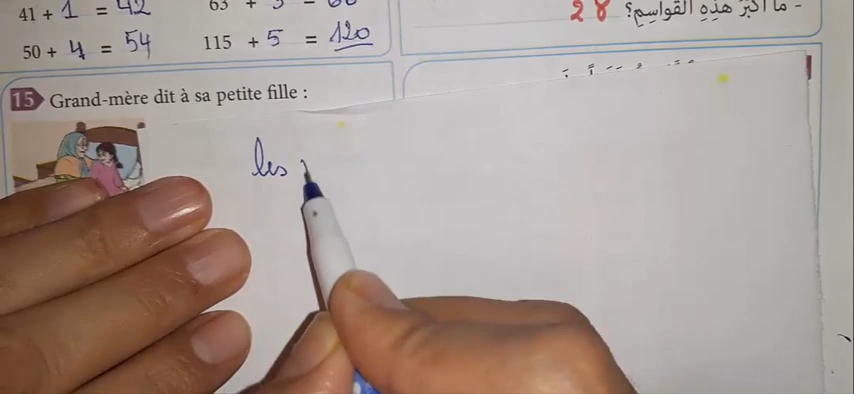 41 + 1 = 42
63 +
50 + 4 = 54
115 + 5 = 120
- ما أكبر هذه القواسم؟ 28
15 Grand-mère dit à sa petite fille :
les